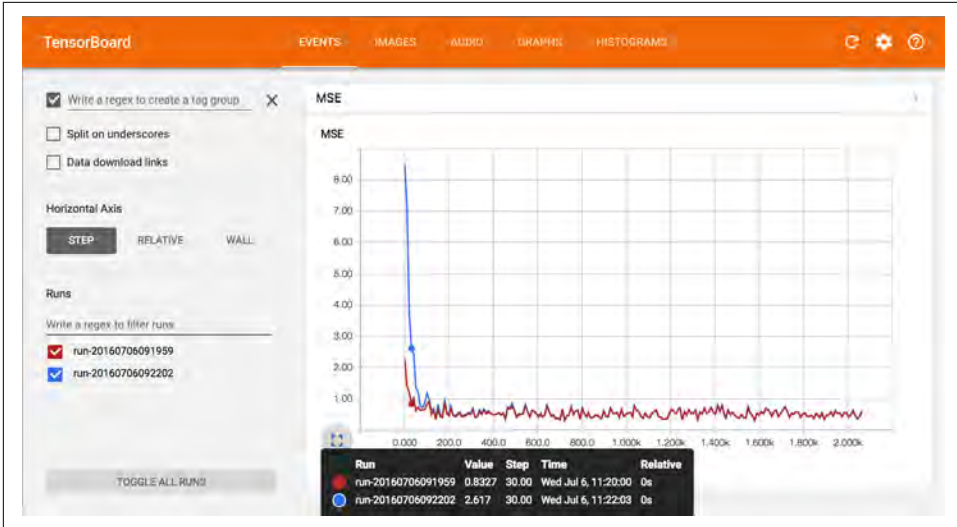 TensorBoard
EVENTS IMAGES AUDIO GRAPHS HISTOGRAMS
Write a regex to create a tag group
Split on underscores
Data download links
Horizontal Axis
STEP RELATIVE WALL
Runs
Write a regex to filter runs
run-20160706091959
run-20160706092202
TOGGLE ALL RUNS
MSE
MSE
8.00
7.00
6.00
5.00
4.00
3.00
2.00
1.00
0.000 200.0 400.0 600.0 800.0 1.000k 1.200k 1.400k 1.600k 1.800k 2.000k
Run Value Step Time Relative
run-20160706091959 0.8327 30.00 Wed Jul 6, 11:20:00 0s
run-20160706092202 2.617 30.00 Wed Jul 6, 11:22:03 0s